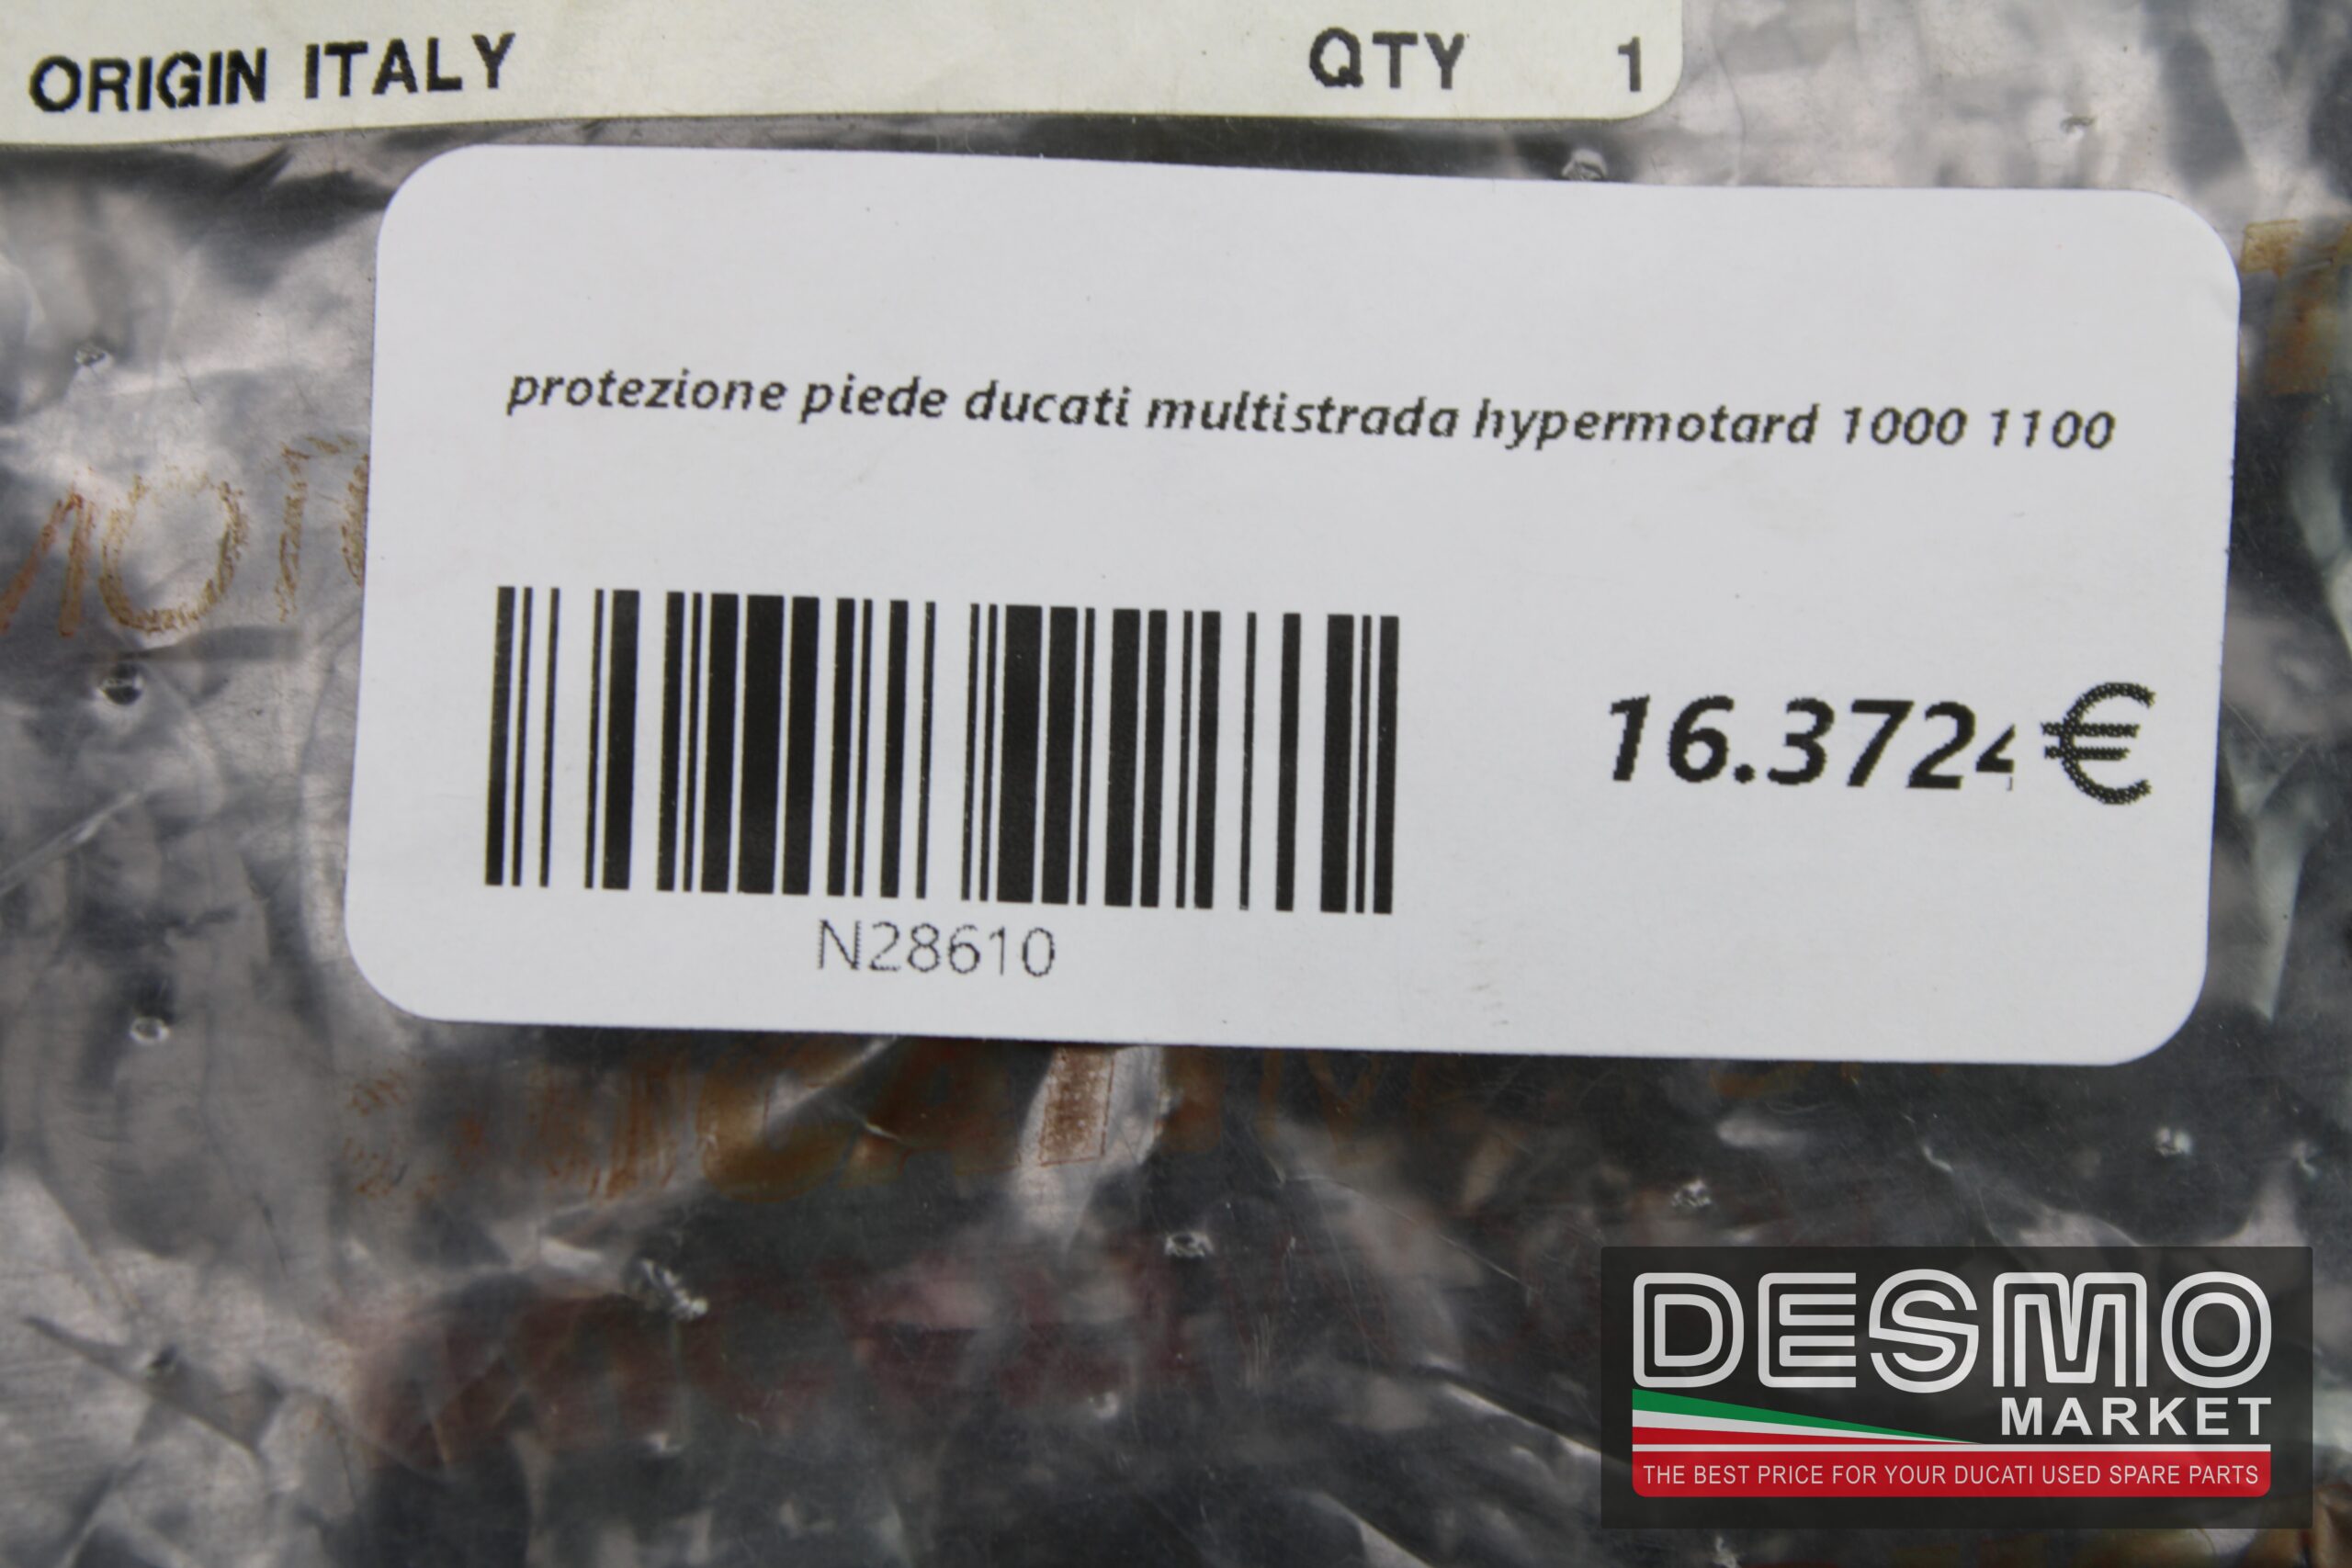 ORIGIN ITALY QTY 1
protezione piede ducati multistrada hypermotard 1000 1100
16.3724 €
N28610
DESMO
MARKET
THE BEST PRICE FOR YOUR DUCATI USED SPARE PARTS